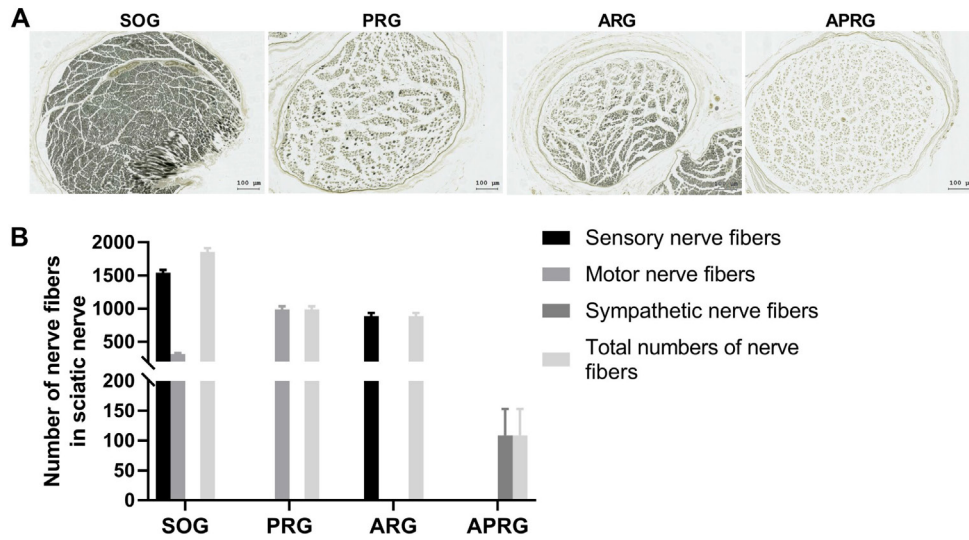 A
SOG
PRG
ARG
APRG
100 μm
100 μm
100 μm
100 μm
B
Number of nerve fibers
in sciatic nerve
2000
1500
1000
500
200
150
100
50
0
SOG
PRG
ARG
APRG
Sensory nerve fibers
Motor nerve fibers
Sympathetic nerve fibers
Total numbers of nerve
fibers